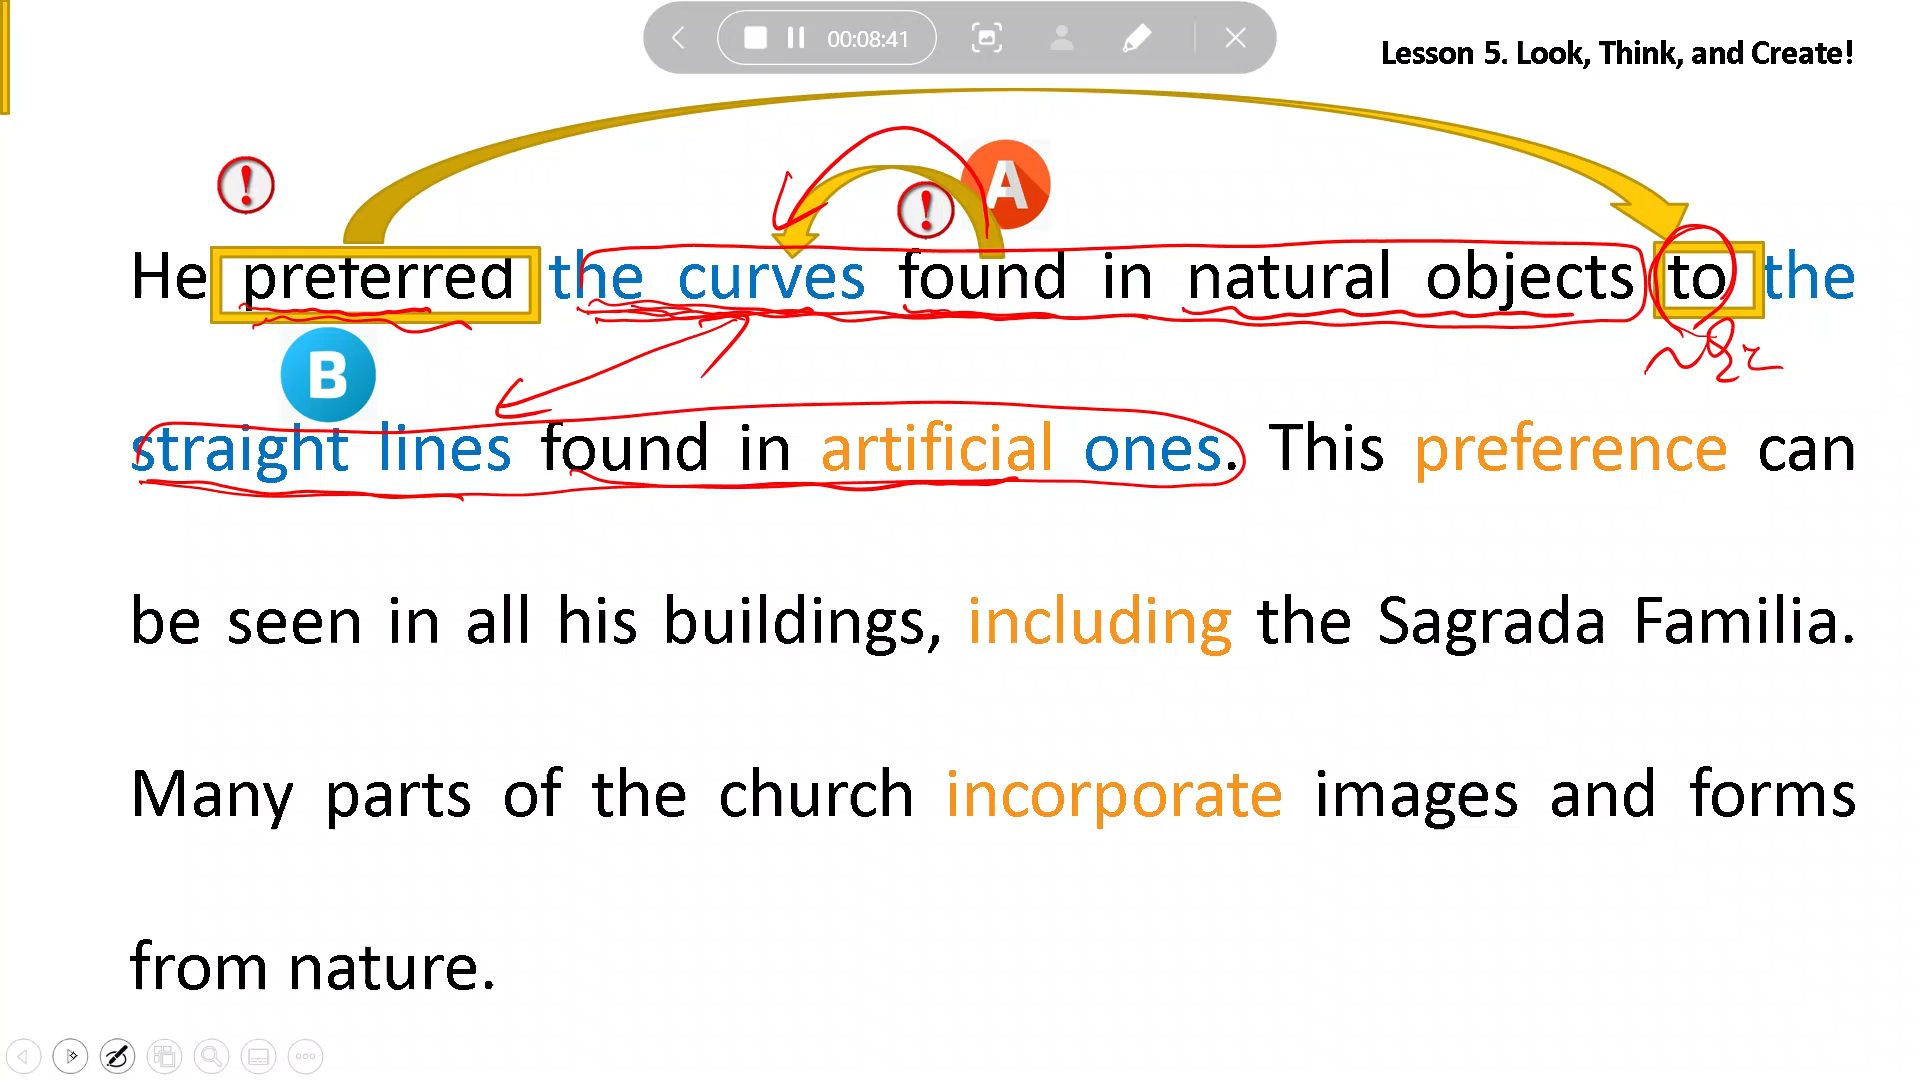 00:08:41
Lesson 5. Look, Think, and Create!
A
He preferred the curves found in natural objects to the
B
straight lines found in artificial ones. This preference can
be seen in all his buildings, including the Sagrada Familia.
Many parts of the church incorporate images and forms
from nature.